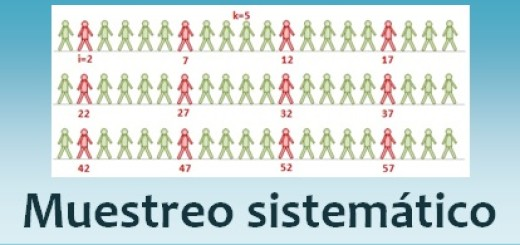 k=5
i=2 7 12 17
22 27 32 37
42 47 52 57
Muestreo sistemático